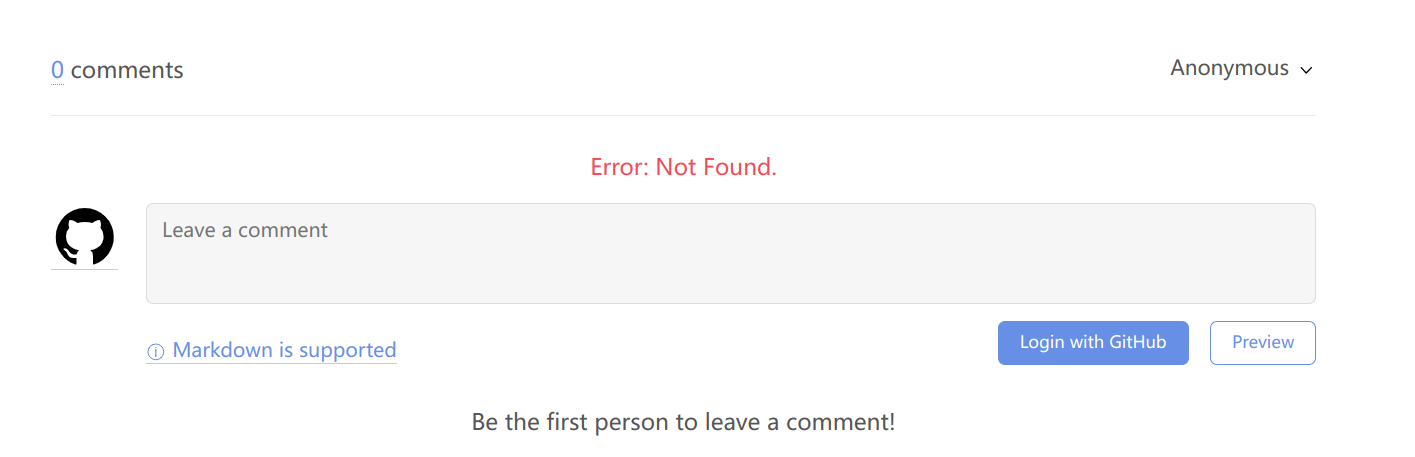 0 comments
Anonymous
Error: Not Found.
Leave a comment
Markdown is supported
Login with GitHub
Preview
Be the first person to leave a comment!